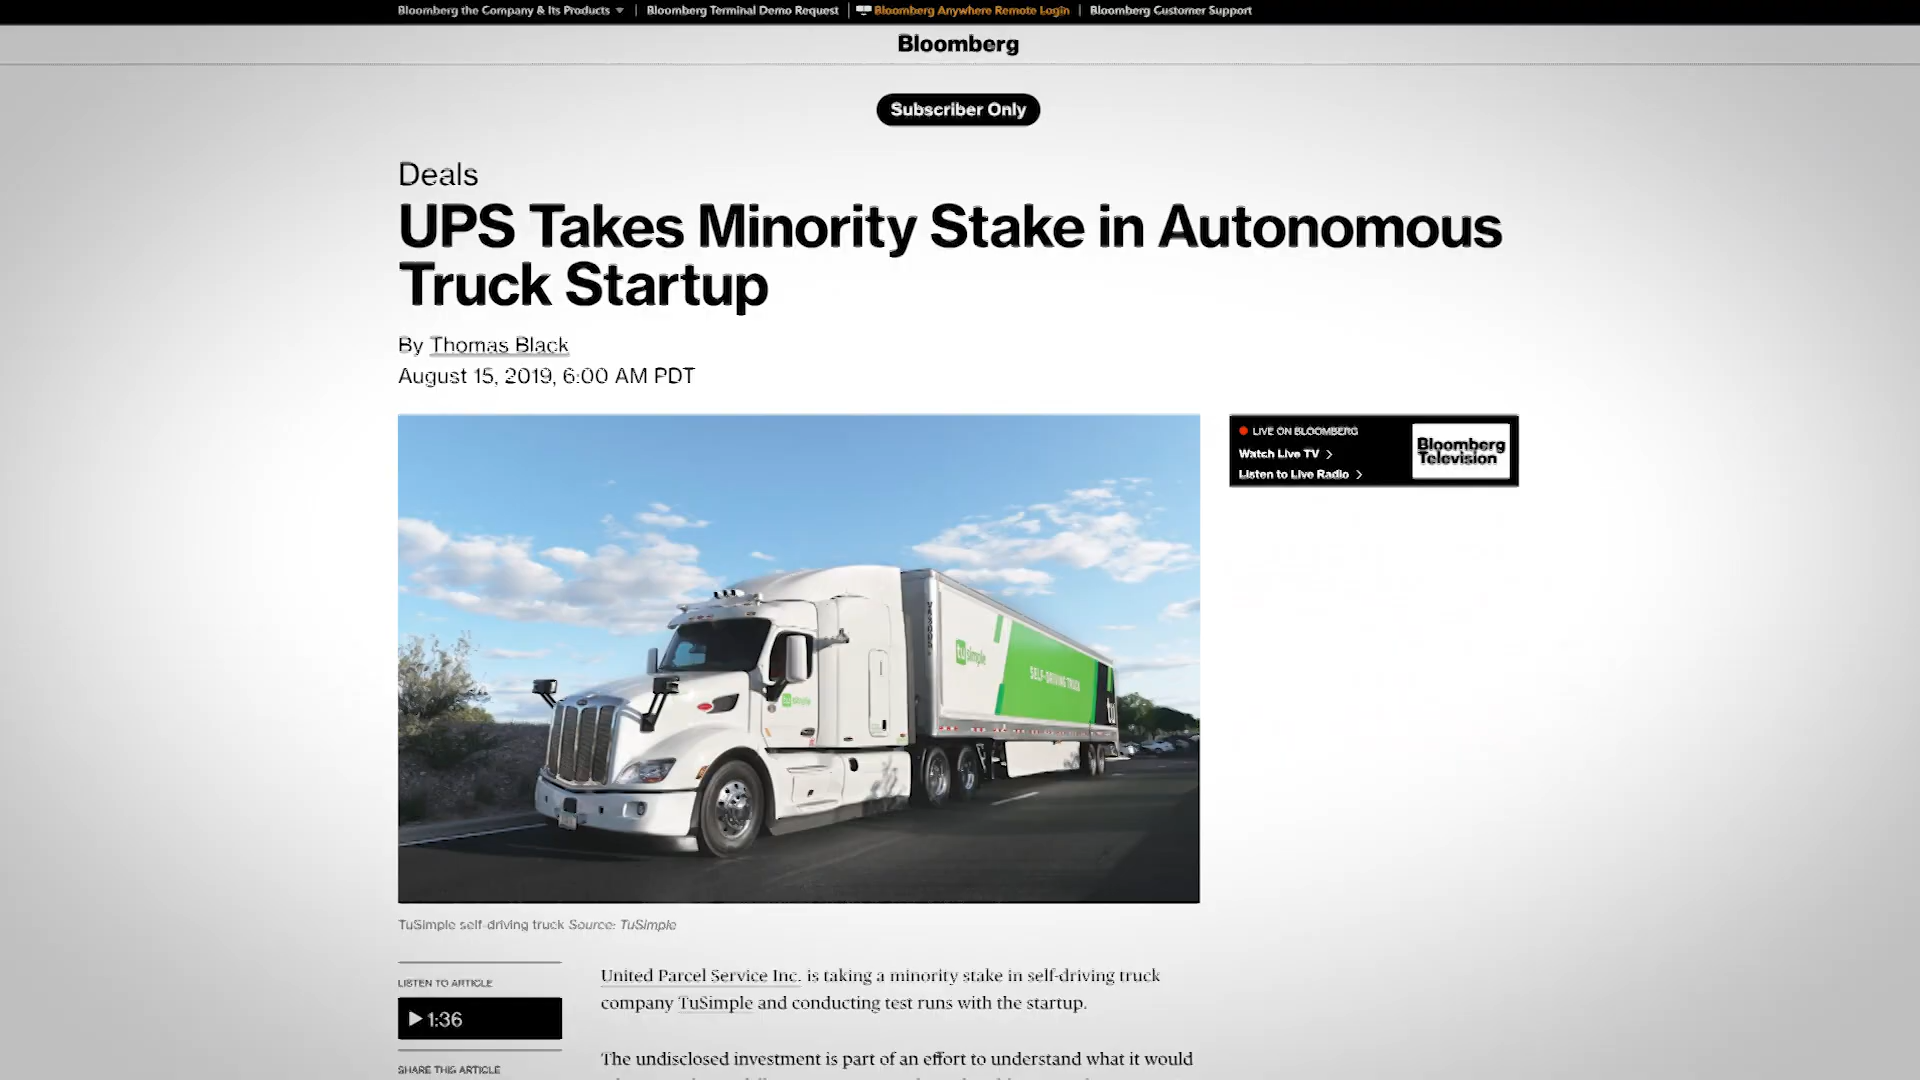 Bloomberg the Company & Its Products
Bloomberg Terminal Demo Request
Bloomberg Anywhere Remote Login
Bloomberg Customer Support
Bloomberg
Subscriber Only
Deals
UPS Takes Minority Stake in Autonomous
Truck Startup
By Thomas Black
August 15, 2019, 6:00 AM PDT
LIVE ON BLOOMBERG
Watch Live TV
Listen to Live Radio
Bloomberg
Television
tusimple
SELF-DRIVING TRUCK
tusimple
TuSimple self-driving truck Source: TuSimple
LISTEN TO ARTICLE
1:36
SHARE THIS ARTICLE
United Parcel Service Inc. is taking a minority stake in self-driving truck
company TuSimple and conducting test runs with the startup.
The undisclosed investment is part of an effort to understand what it would